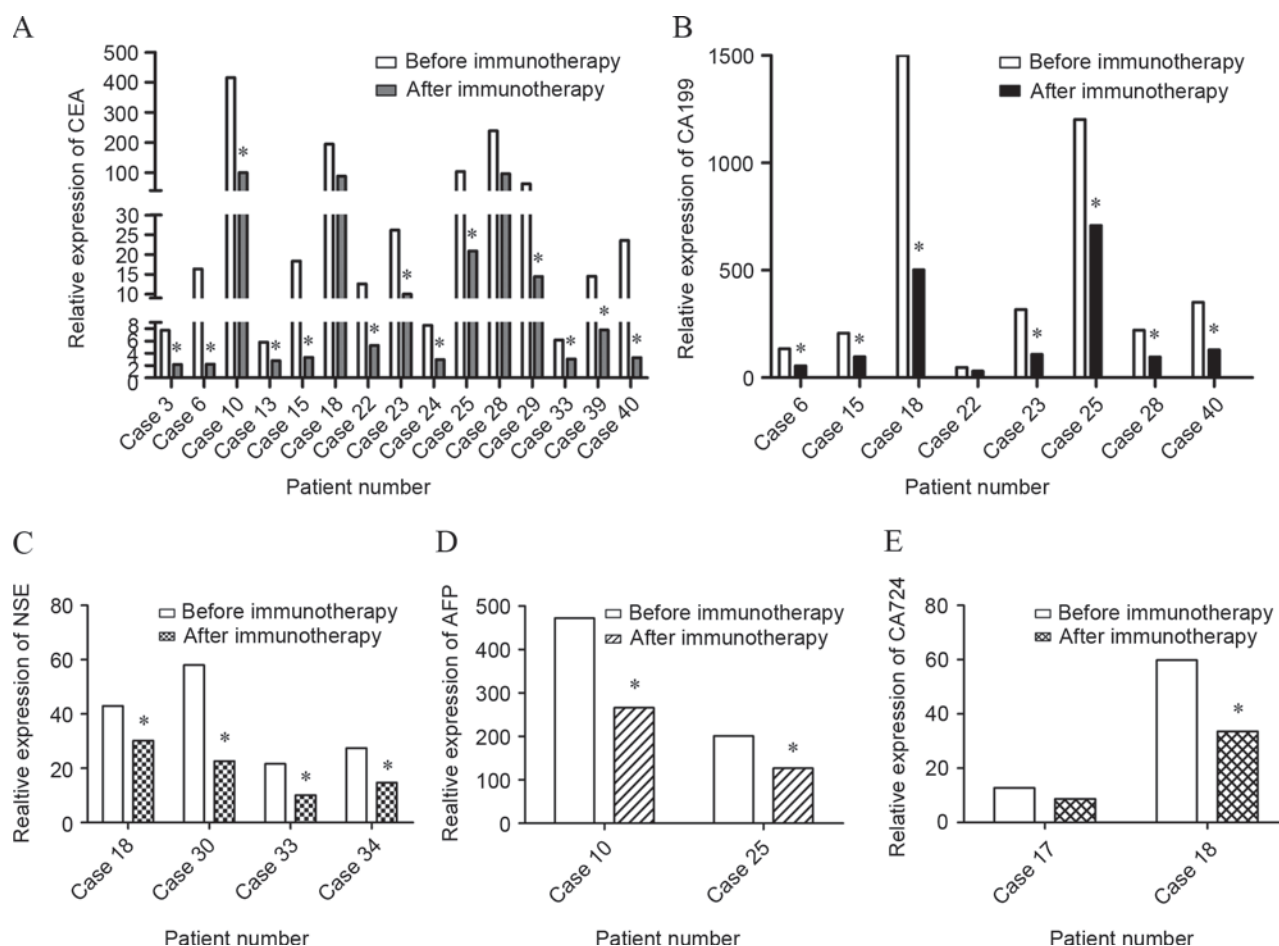 A
Relative expression of CEA
500
400
300
200
100
30
25
20
15
10
8
6
4
2
0
Before immunotherapy
After immunotherapy
* * * * * * * * * * * * *
Case 3
Case 6
Case 10
Case 13
Case 15
Case 18
Case 22
Case 23
Case 24
Case 25
Case 28
Case 29
Case 33
Case 39
Case 40
Patient number
B
Relative expression of CA199
1500
1500
500
0
Before immunotherapy
After immunotherapy
* * * * * * *
Case 6
Case 15
Case 18
Case 22
Case 23
Case 25
Case 28
Case 40
Patient number
C
Realtive expression of NSE
80
60
40
20
0
Before immunotherapy
After immunotherapy
* * * *
Case 18
Case 30
Case 33
Case 34
Patient number
D
Realtive expression of AFP
500
400
300
200
100
0
Before immunotherapy
After immunotherapy
* *
Case 10
Case 25
Patient number
E
Relative expression of CA724
80
60
40
20
0
Before immunotherapy
After immunotherapy
*
Case 17
Case 18
Patient number